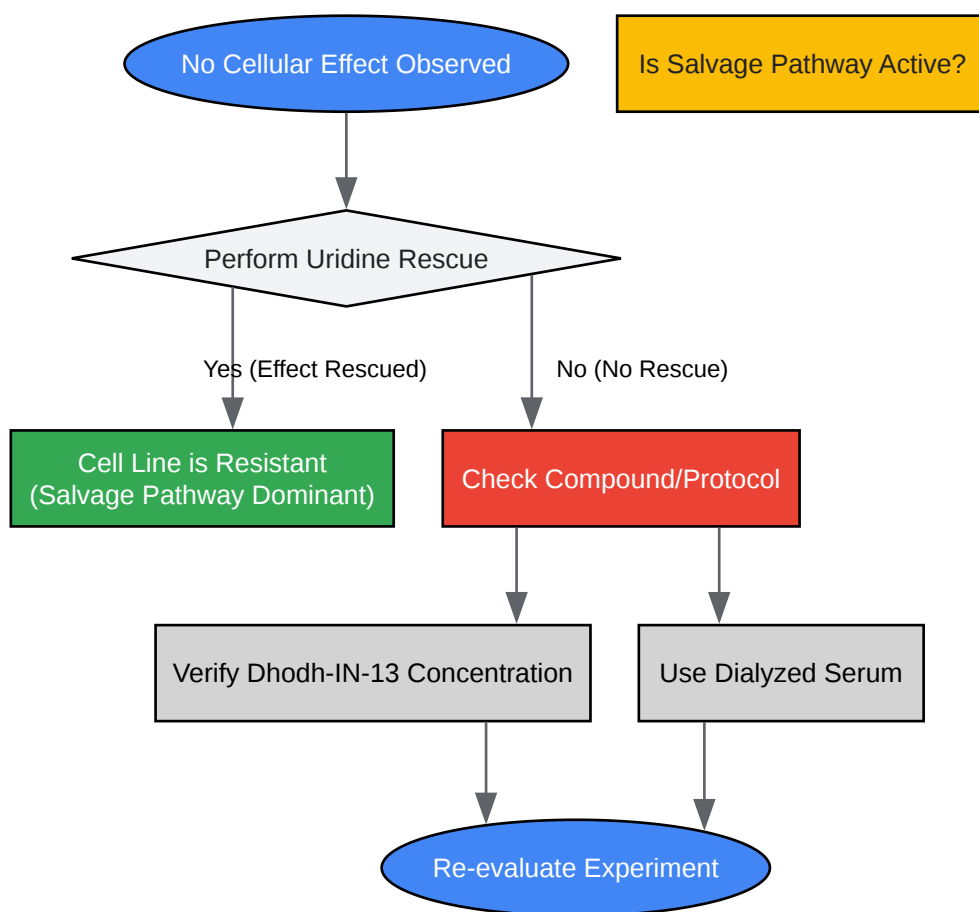 No Cellular Effect Observed
Is Salvage Pathway Active?
Perform Uridine Rescue
Yes (Effect Rescued)
No (No Rescue)
Cell Line is Resistant
(Salvage Pathway Dominant)
Check Compound/Protocol
Verify Dhodh-IN-13 Concentration
Use Dialyzed Serum
Re-evaluate Experiment